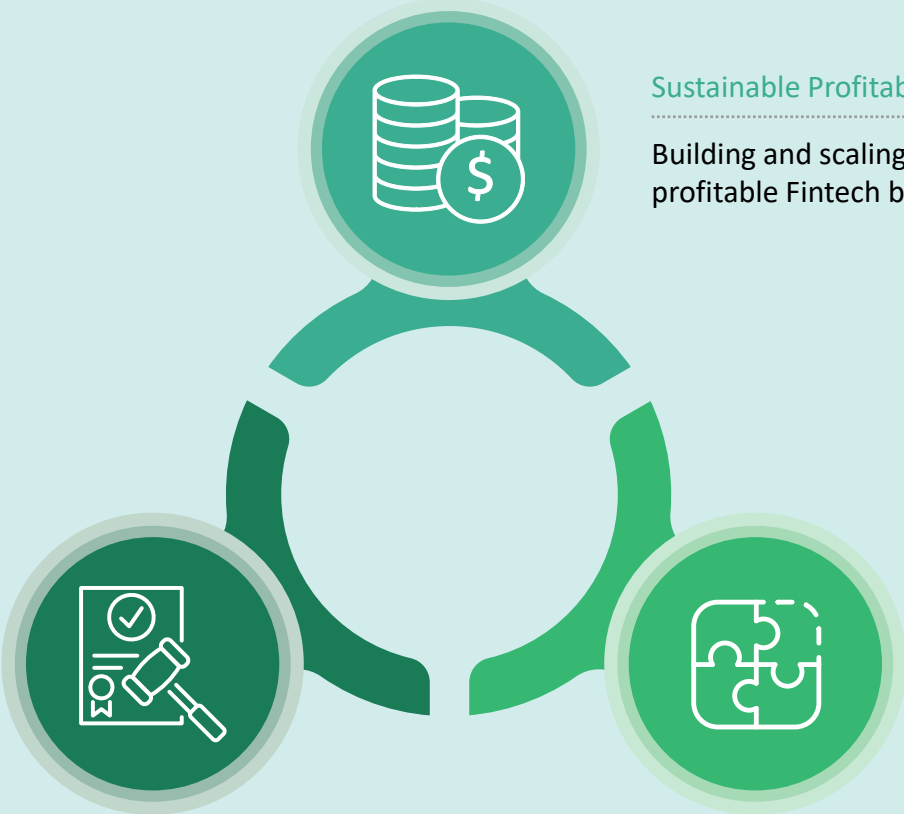 Sustainable Profitab
Building and scaling
profitable Fintech b
$